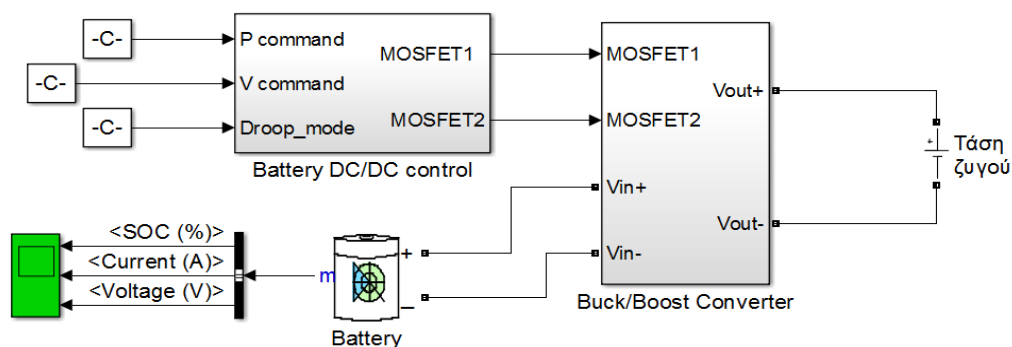 -C-
P command
MOSFET1
MOSFET1
-C-
V command
Vout+
-C-
Droop_mode
MOSFET2
MOSFET2
+
Τάση
ζυγού
Battery DC/DC control
Vin+
Vout-
<SOC (%)>
<Current (A)>
<Voltage (V)>
m
+
–
Vin-
Battery
Buck/Boost Converter